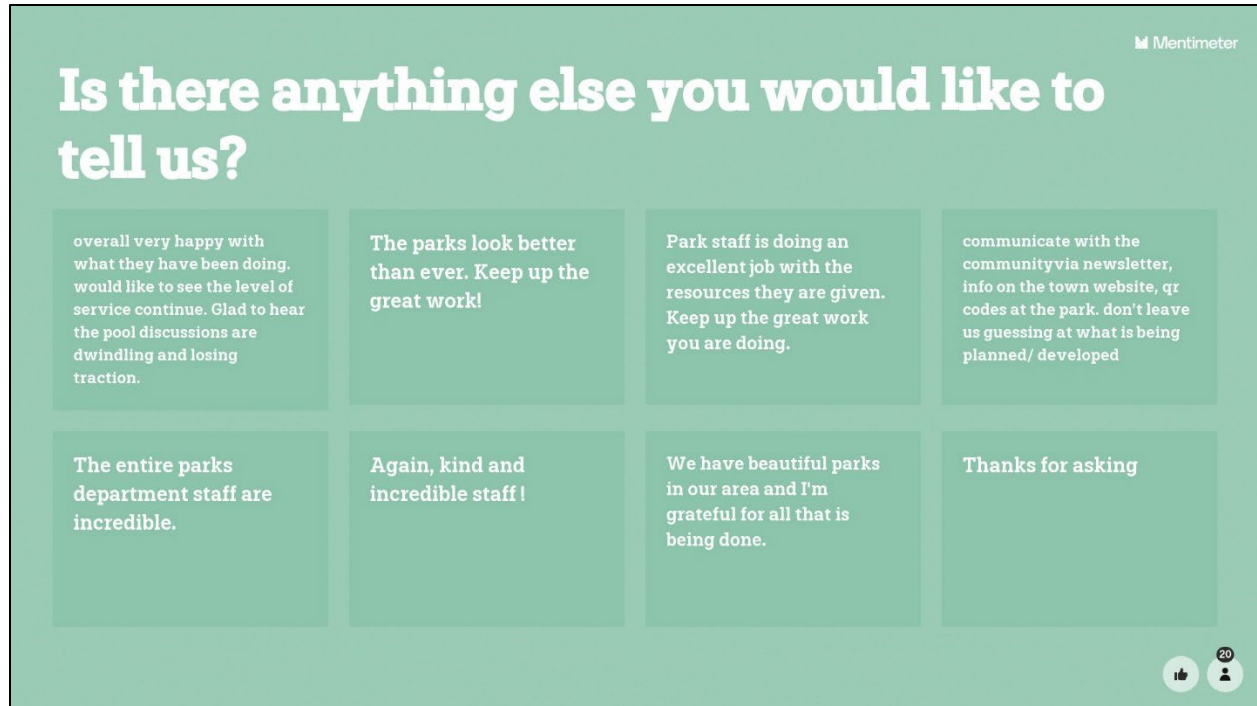 Mentimeter
Is there anything else you would like to
tell us?
overall very happy with
what they have been doing.
would like to see the level of
service continue. Glad to hear
the pool discussions are
dwindling and losing
traction.
The parks look better
than ever. Keep up the
great work!
Park staff is doing an
excellent job with the
resources they are given.
Keep up the great work
you are doing.
communicate with the
communityvia newsletter,
info on the town website, qr
codes at the park. don't leave
us guessing at what is being
planned/ developed
The entire parks
department staff are
incredible.
Again, kind and
incredible staff !
We have beautiful parks
in our area and I'm
grateful for all that is
being done.
Thanks for asking
20